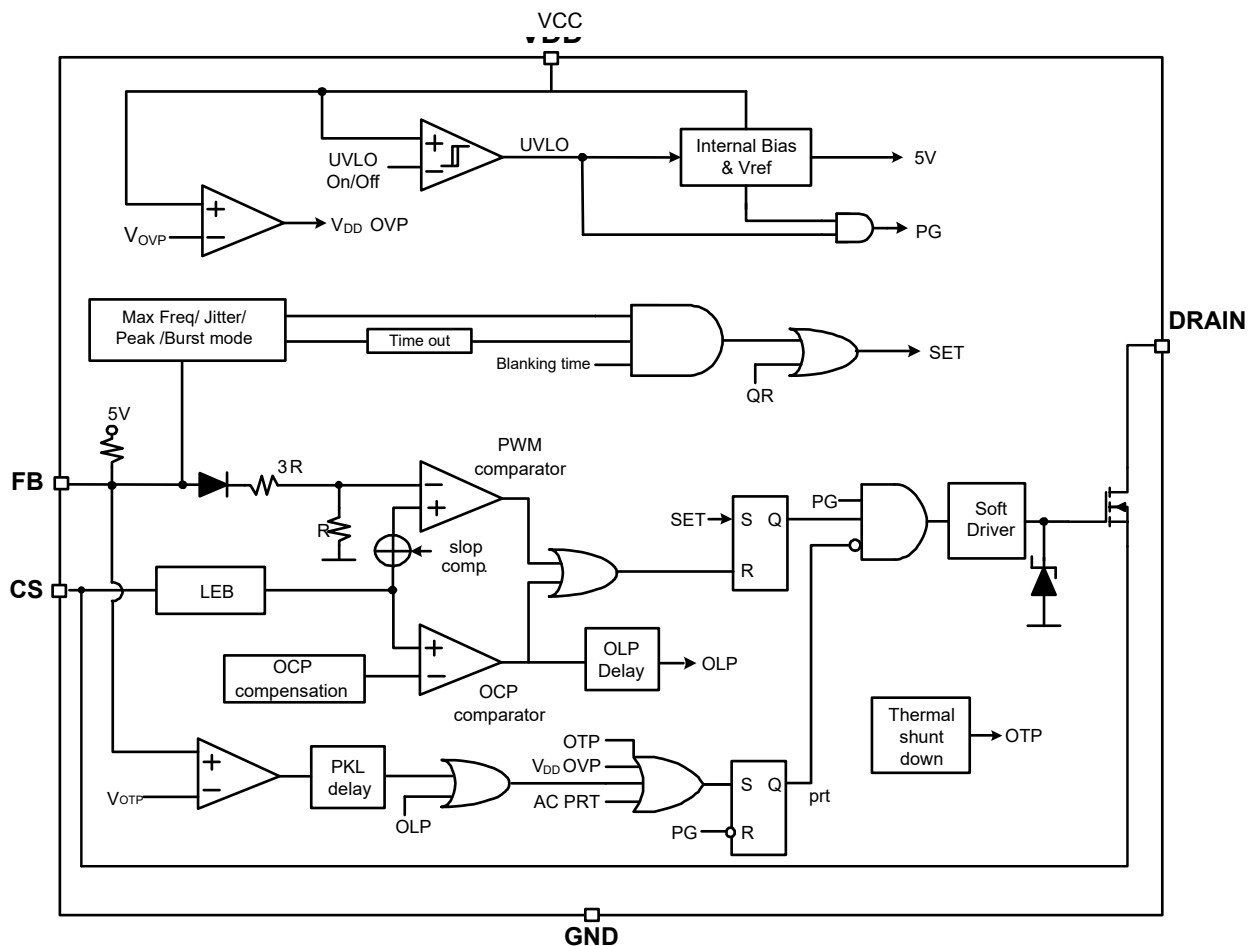 VCC
VDD
UVLO
On/Off
+
−
UVLO
Internal Bias
& Vref
5V
VOVP
+
−
VDD OVP
PG
Max Freq/ Jitter/
Peak /Burst mode
Time out
Blanking time
QR
SET
DRAIN
5V
FB
3R
R
PWM
comparator
−
+
slop
comp.
SET
S
Q
R
PG
Soft
Driver
CS
LEB
OCP
compensation
+
−
OCP
comparator
OLP
Delay
OLP
Thermal
shunt
down
OTP
VOTP
+
−
PKL
delay
OLP
OTP
VDD OVP
AC PRT
PG
S
Q
R
prt
GND